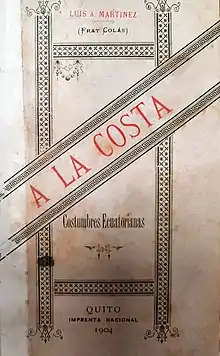 LUIS A. MARTINEZ
(FRAY COLÁS)
A LA COSTA
Costumbres Ecuatorianas
QUITO
IMPRENTA NACIONAL
1904